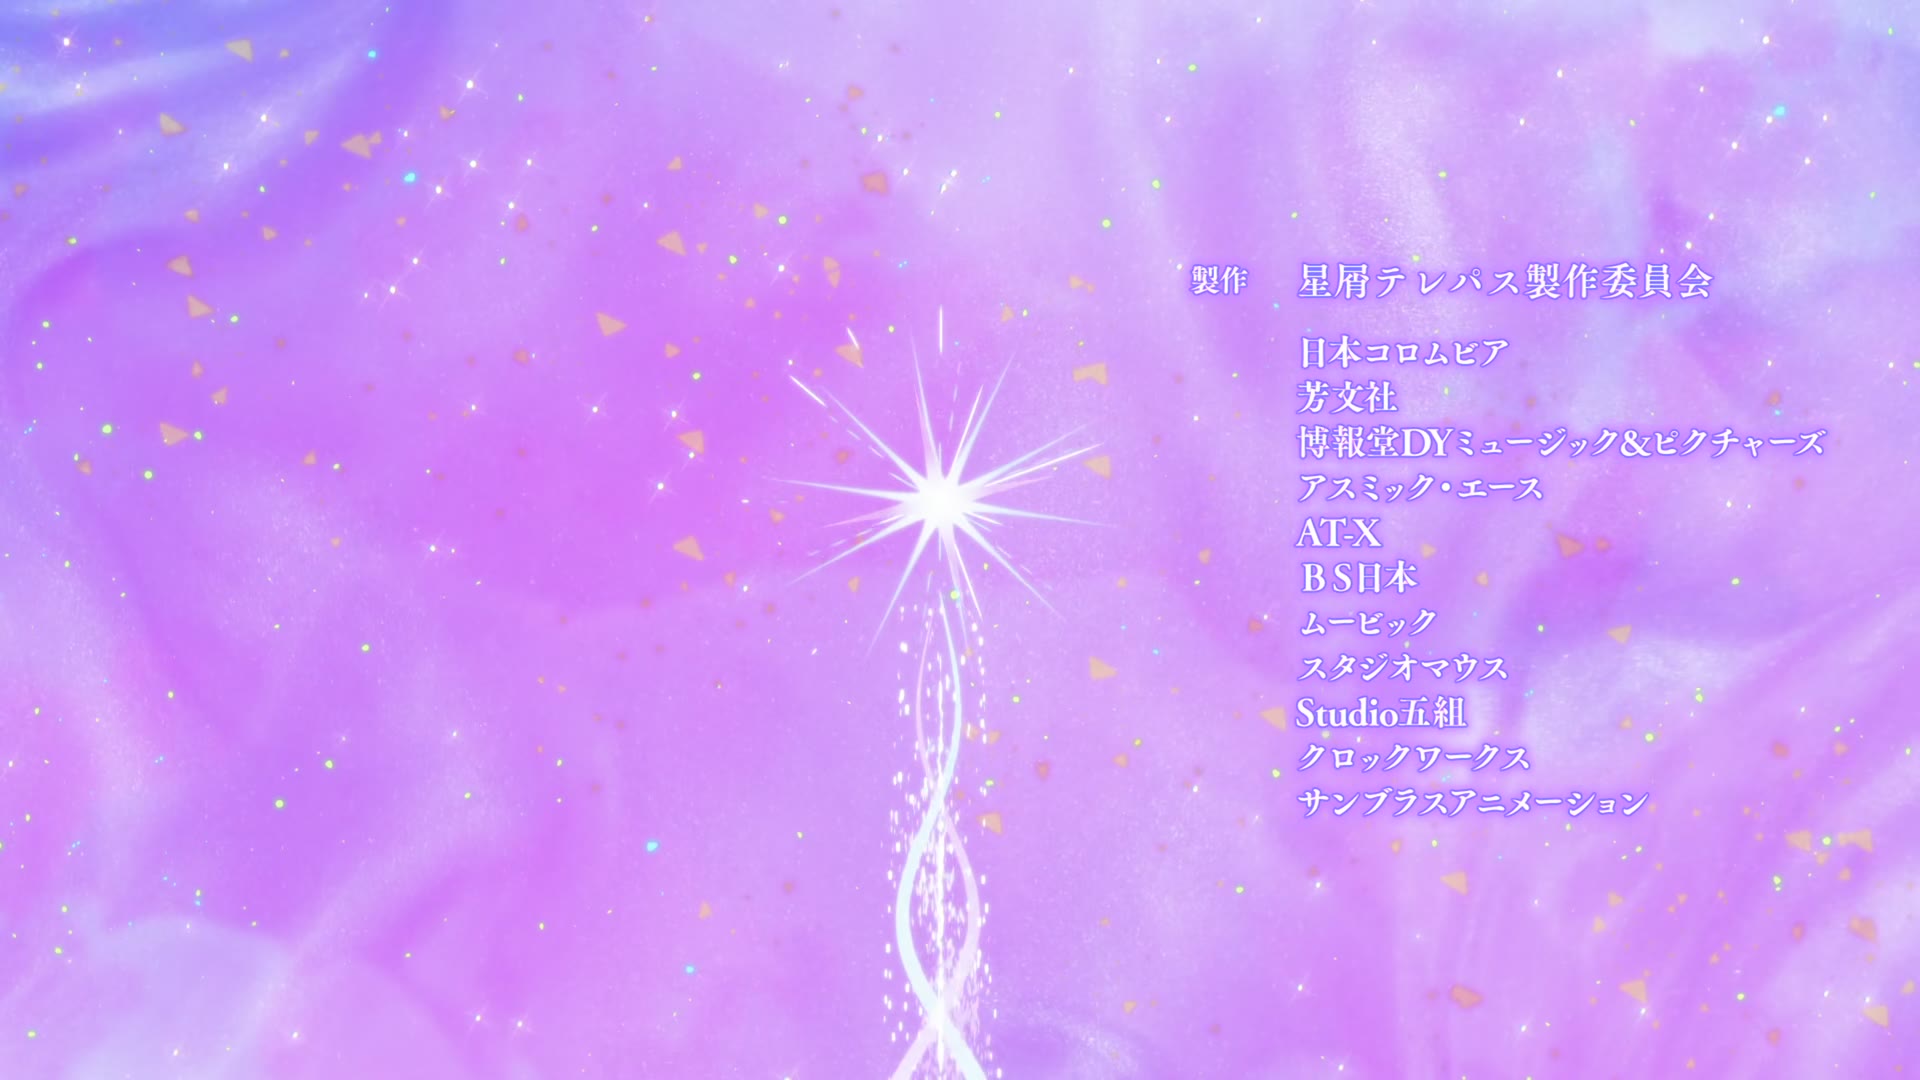 製作 星屑テレパス製作委員会
日本コロムビア
芳文社
博報堂DYミュージック&ピクチャーズ
アスミック・エース
AT-X
ＢＳ日本
ムービック
スタジオマウス
Studio五組
クロックワークス
サンブラスアニメーション